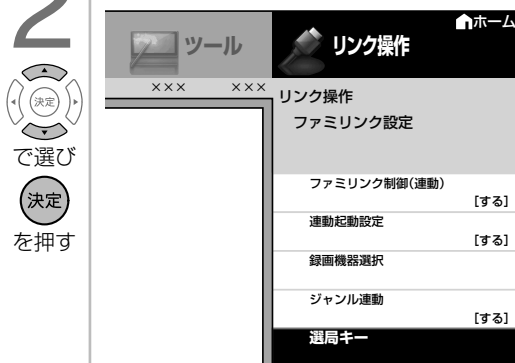 2
決定
で選び
決定
を押す
ホーム
ツール
リンク操作
××× ×××
リンク操作
ファミリンク設定
ファミリンク制御(連動)
[する]
連動起動設定
[する]
録画機器選択
ジャンル連動
[する]
選局キー